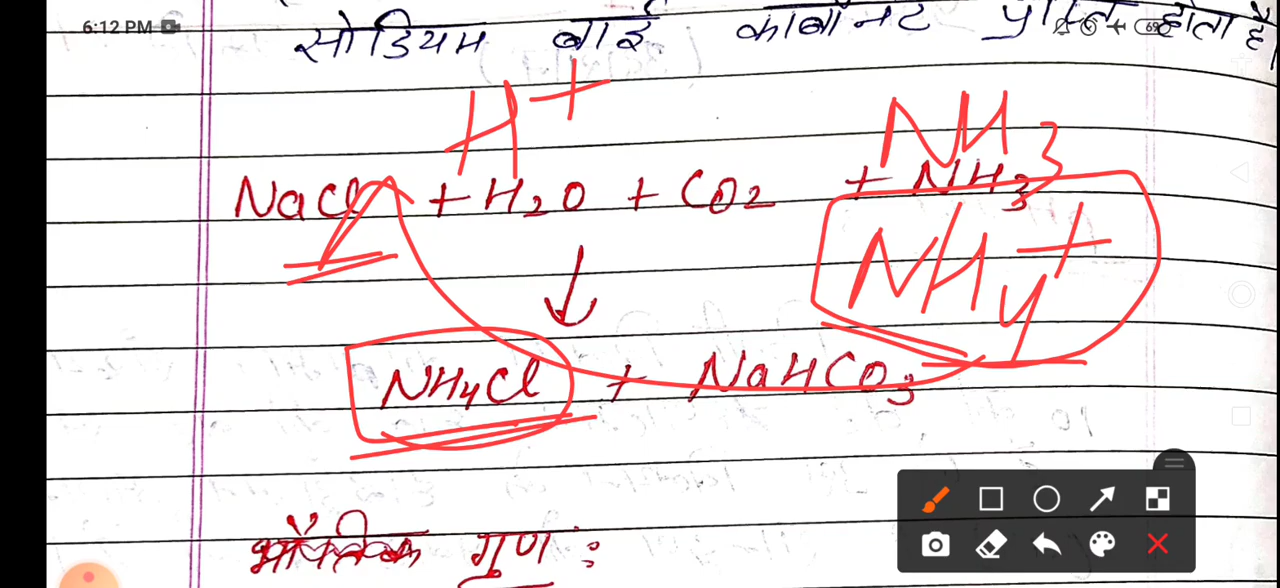 6:12 PM
सोडियम बाई कार्बोनेट प्राप्त होता है।
H+
NH3
NaCl + H2O + CO2 + NH3
NH4+
↓
NH4Cl + NaHCO3
भौतिक गुण :